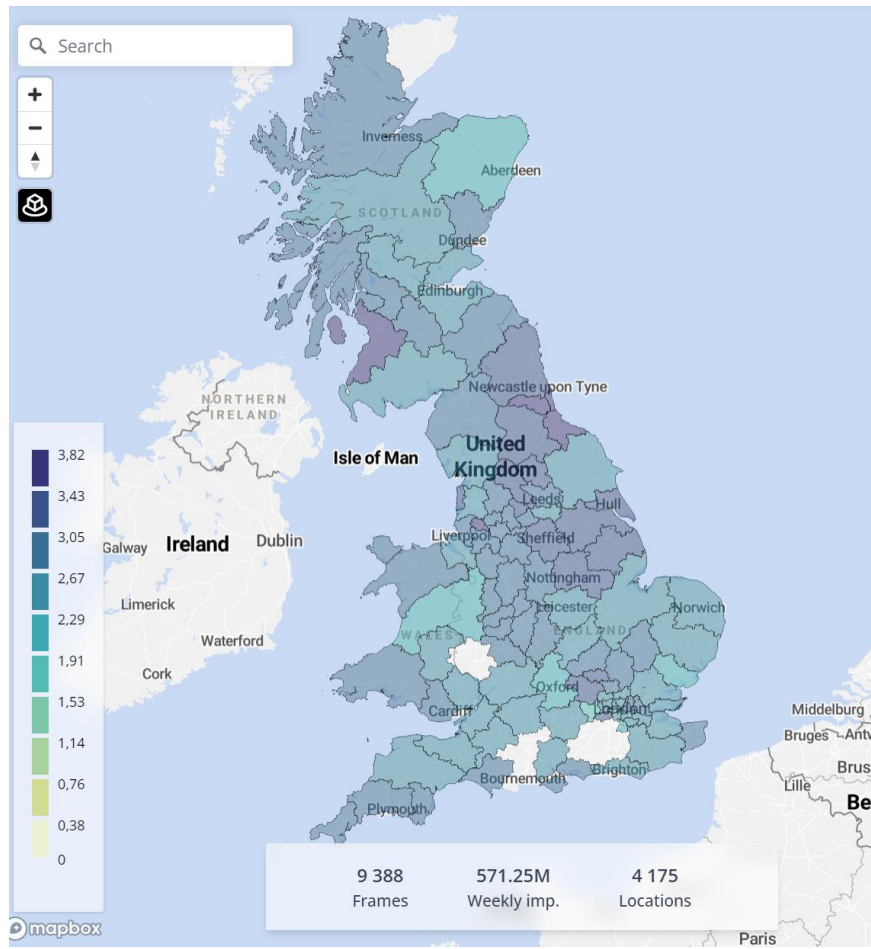 Search
+
−
Inverness
Aberdeen
SCOTLAND
Dundee
Edinburgh
NORTHERN
IRELAND
Newcastle upon Tyne
Isle of Man
United
Kingdom
3,82
3,43
3,05
2,67
2,29
1,91
1,53
1,14
0,76
0,38
0
Leeds
Hull
Galway
Ireland
Dublin
Liverpool
Sheffield
Nottingham
Limerick
Leicester
Norwich
WALES
ENGLAND
Waterford
Cork
Oxford
Cardiff
London
Middelburg
Bruges
Antw
Brus
Bournemouth
Brighton
Lille
Plymouth
Be
9 388
Frames
571.25M
Weekly imp.
4 175
Locations
mapbox
Paris